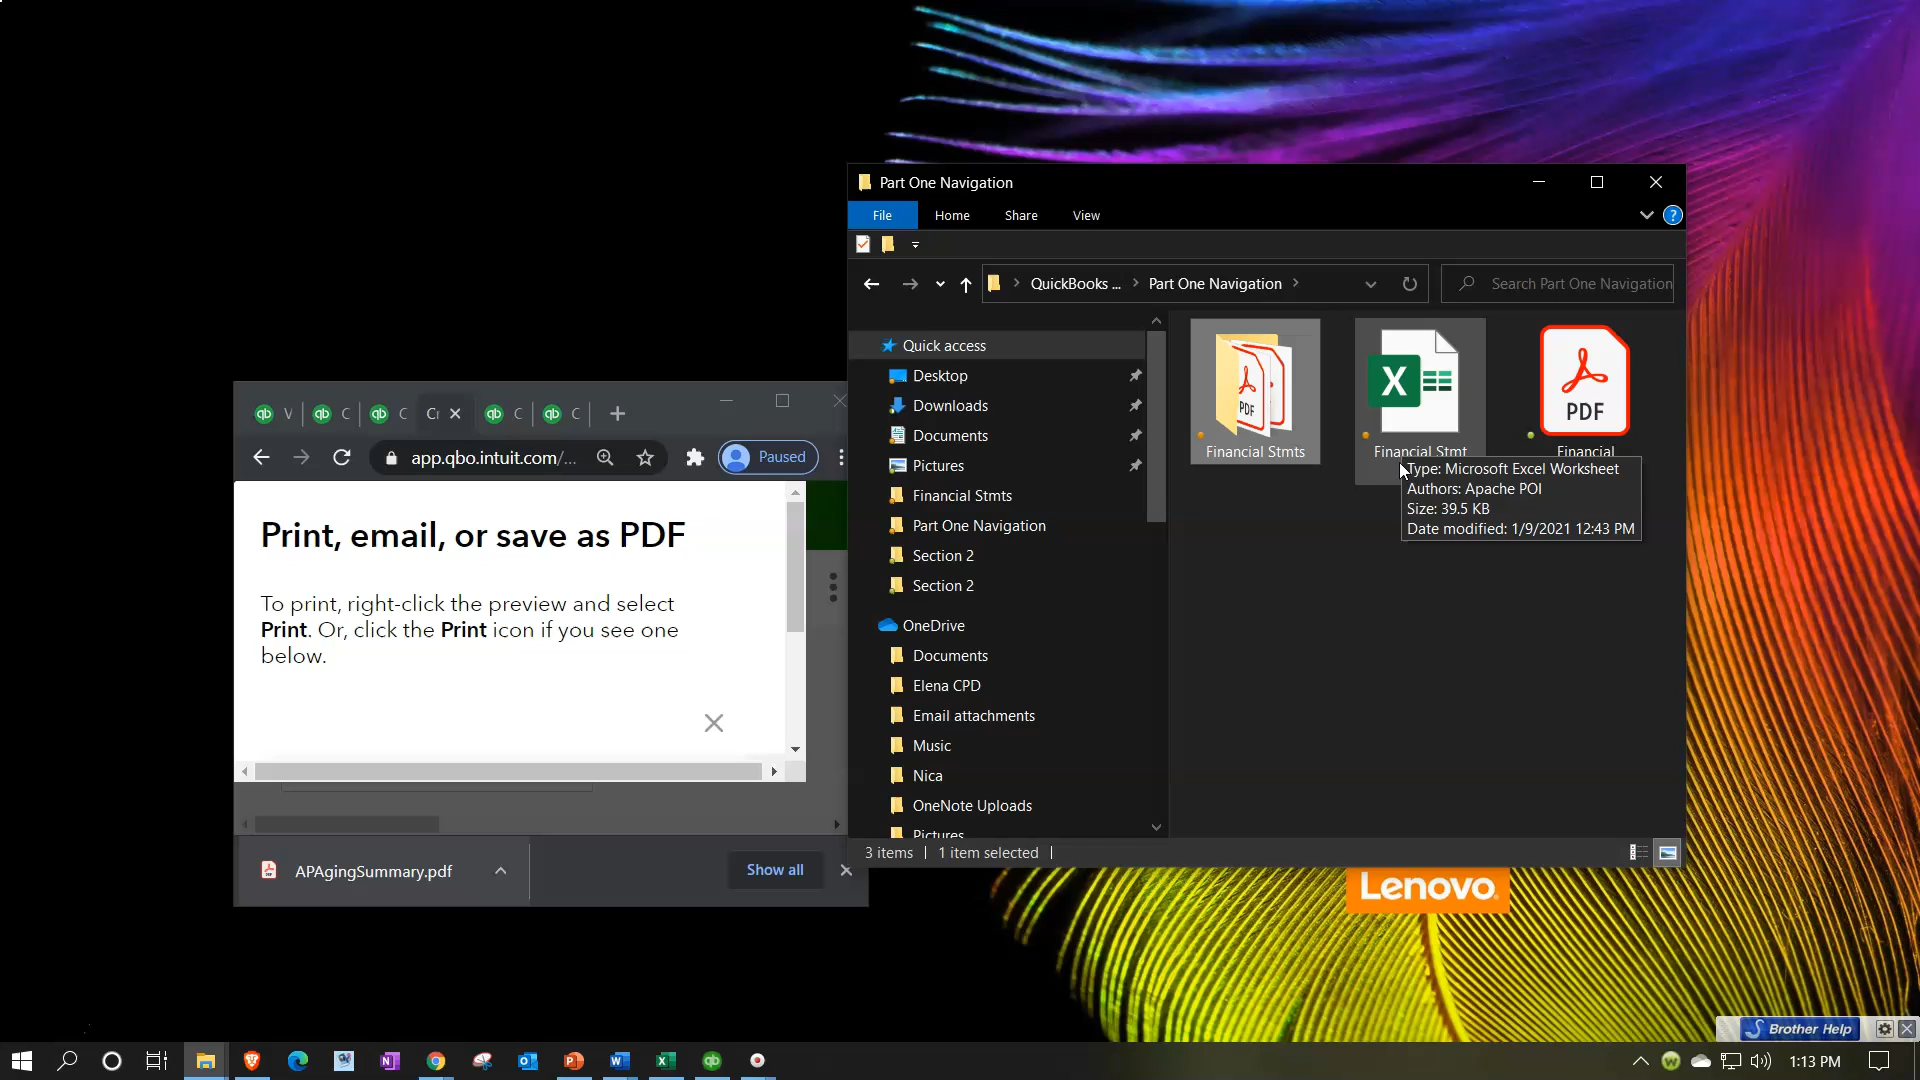 Part One Navigation
File
Home
Share
View
QuickBooks ...
Part One Navigation
Search Part One Navigation
Quick access
Desktop
Downloads
Documents
Pictures
Financial Stmts
Part One Navigation
Section 2
Section 2
OneDrive
Documents
Elena CPD
Email attachments
Music
Nica
OneNote Uploads
Pictures
PDF
PDF
Financial Stmts
Financial Stmt
Financial
Type: Microsoft Excel Worksheet
Authors: Apache POI
Size: 39.5 KB
Date modified: 1/9/2021 12:43 PM
3 items
1 item selected
app.qbo.intuit.com/...
Paused
Print, email, or save as PDF
To print, right-click the preview and select
Print. Or, click the Print icon if you see one
below.
APAgingSummary.pdf
Show all
Lenovo
Brother Help
1:13 PM